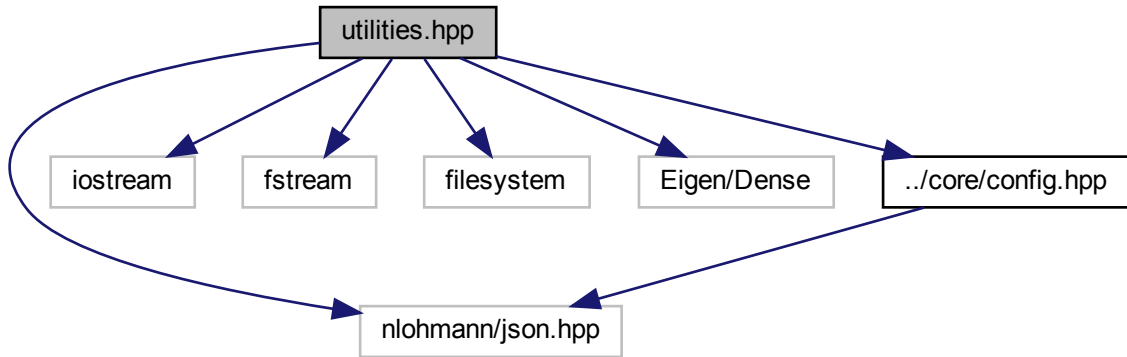 utilities.hpp
iostream
fstream
filesystem
Eigen/Dense
../core/config.hpp
nlohmann/json.hpp